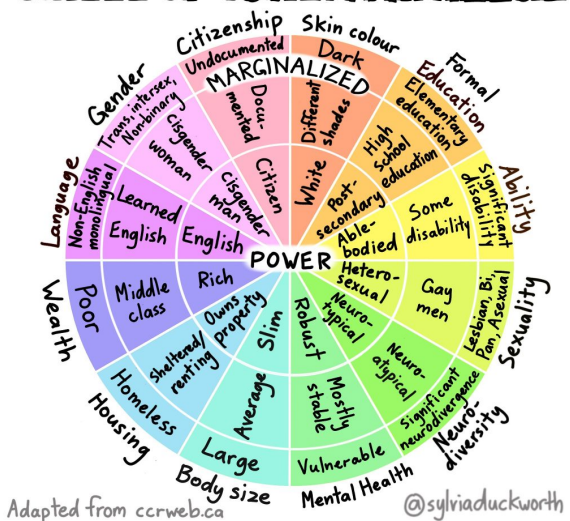 Citizenship
Undocumented
Docu-
mented
Citizen
Skin colour
Dark
Different
shades
White
Formal
Education
Elementary
education
High
school
education
Post-
secondary
Ability
Significant
disability
Some
disability
Able-
bodied
Sexuality
Lesbian, Bi,
Pan, Asexual
Gay
men
Hetero-
sexual
Neuro-
diversity
Significant
neurodivergence
Neuro-
atypical
Neuro-
typical
Mental Health
Vulnerable
Mostly
stable
Robust
Body size
Large
Average
Slim
Housing
Homeless
Sheltered/
renting
Owns
property
Wealth
Poor
Middle
class
Rich
Language
Non-English
monolingual
Learned
English
English
Gender
Trans, intersex,
Nonbinary
cisgender
woman
cisgender
man
MARGINALIZED
POWER
Adapted from ccrweb.ca
@sylviaduckworth